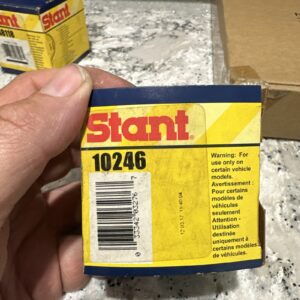 Stant
Stant®
10246
Warning: For
use only on
certain vehicle
models.
Avertissement :
Pour certains
modèles de
véhicules
seulement
Attention -
Utilisation
destinée
uniquement à
certains modèles
de véhicules.